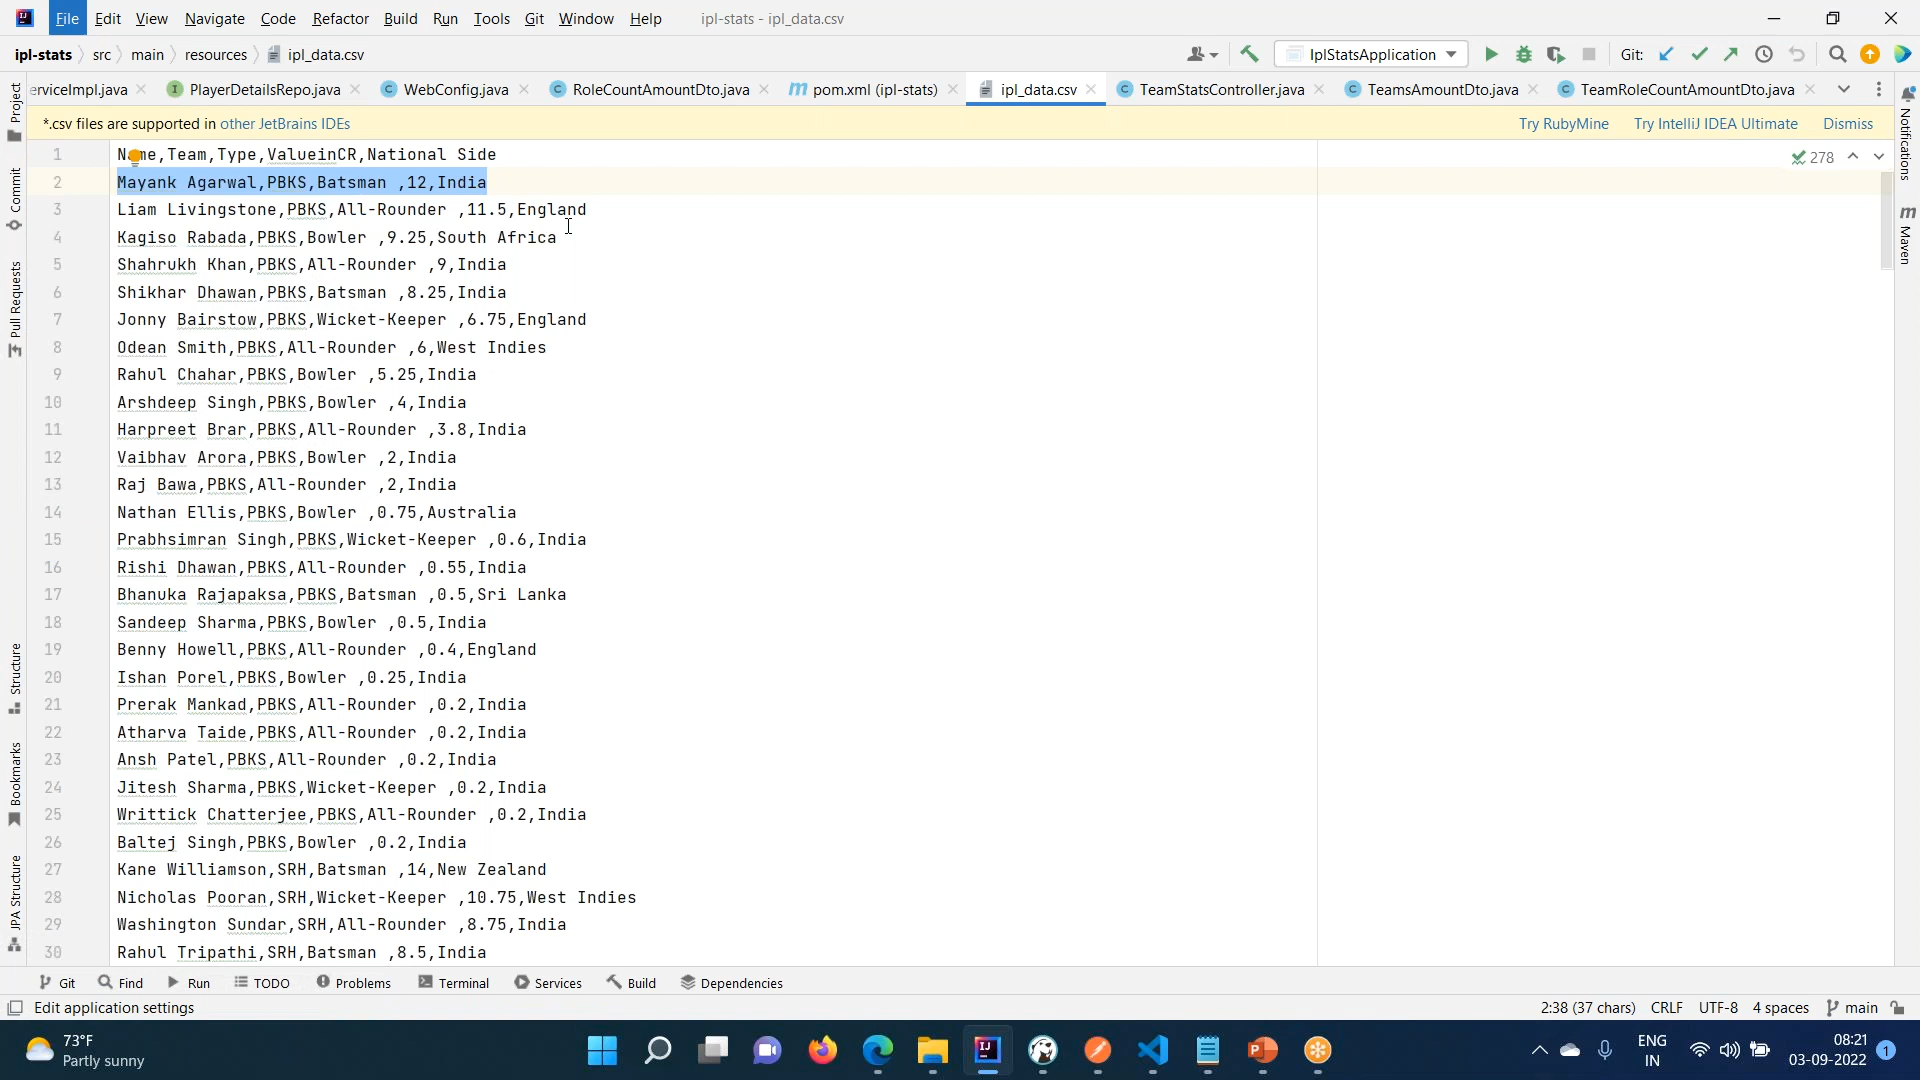 File Edit View Navigate Code Refactor Build Run Tools Git Window Help ipl-stats - ipl_data.csv
ipl-stats src main resources ipl_data.csv IplStatsApplication Git:
erviceImpl.java PlayerDetailsRepo.java WebConfig.java RoleCountAmountDto.java pom.xml (ipl-stats) ipl_data.csv TeamStatsController.java TeamsAmountDto.java TeamRoleCountAmountDto.java
*.csv files are supported in other JetBrains IDEs Try RubyMine Try IntelliJ IDEA Ultimate Dismiss
278
1 Name,Team,Type,ValueinCR,National Side
2 Mayank Agarwal,PBKS,Batsman ,12,India
3 Liam Livingstone,PBKS,All-Rounder ,11.5,England
4 Kagiso Rabada,PBKS,Bowler ,9.25,South Africa
5 Shahrukh Khan,PBKS,All-Rounder ,9,India
6 Shikhar Dhawan,PBKS,Batsman ,8.25,India
7 Jonny Bairstow,PBKS,Wicket-Keeper ,6.75,England
8 Odean Smith,PBKS,All-Rounder ,6,West Indies
9 Rahul Chahar,PBKS,Bowler ,5.25,India
10 Arshdeep Singh,PBKS,Bowler ,4,India
11 Harpreet Brar,PBKS,All-Rounder ,3.8,India
12 Vaibhav Arora,PBKS,Bowler ,2,India
13 Raj Bawa,PBKS,All-Rounder ,2,India
14 Nathan Ellis,PBKS,Bowler ,0.75,Australia
15 Prabhsimran Singh,PBKS,Wicket-Keeper ,0.6,India
16 Rishi Dhawan,PBKS,All-Rounder ,0.55,India
17 Bhanuka Rajapaksa,PBKS,Batsman ,0.5,Sri Lanka
18 Sandeep Sharma,PBKS,Bowler ,0.5,India
19 Benny Howell,PBKS,All-Rounder ,0.4,England
20 Ishan Porel,PBKS,Bowler ,0.25,India
21 Prerak Mankad,PBKS,All-Rounder ,0.2,India
22 Atharva Taide,PBKS,All-Rounder ,0.2,India
23 Ansh Patel,PBKS,All-Rounder ,0.2,India
24 Jitesh Sharma,PBKS,Wicket-Keeper ,0.2,India
25 Writtick Chatterjee,PBKS,All-Rounder ,0.2,India
26 Baltej Singh,PBKS,Bowler ,0.2,India
27 Kane Williamson,SRH,Batsman ,14,New Zealand
28 Nicholas Pooran,SRH,Wicket-Keeper ,10.75,West Indies
29 Washington Sundar,SRH,All-Rounder ,8.75,India
30 Rahul Tripathi,SRH,Batsman ,8.5,India
Project
Commit
Pull Requests
Structure
Bookmarks
JPA Structure
Notifications
Maven
Git Find Run TODO Problems Terminal Services Build Dependencies
Edit application settings 2:38 (37 chars) CRLF UTF-8 4 spaces main
73°F
Partly sunny
ENG
IN
08:21
03-09-2022
1